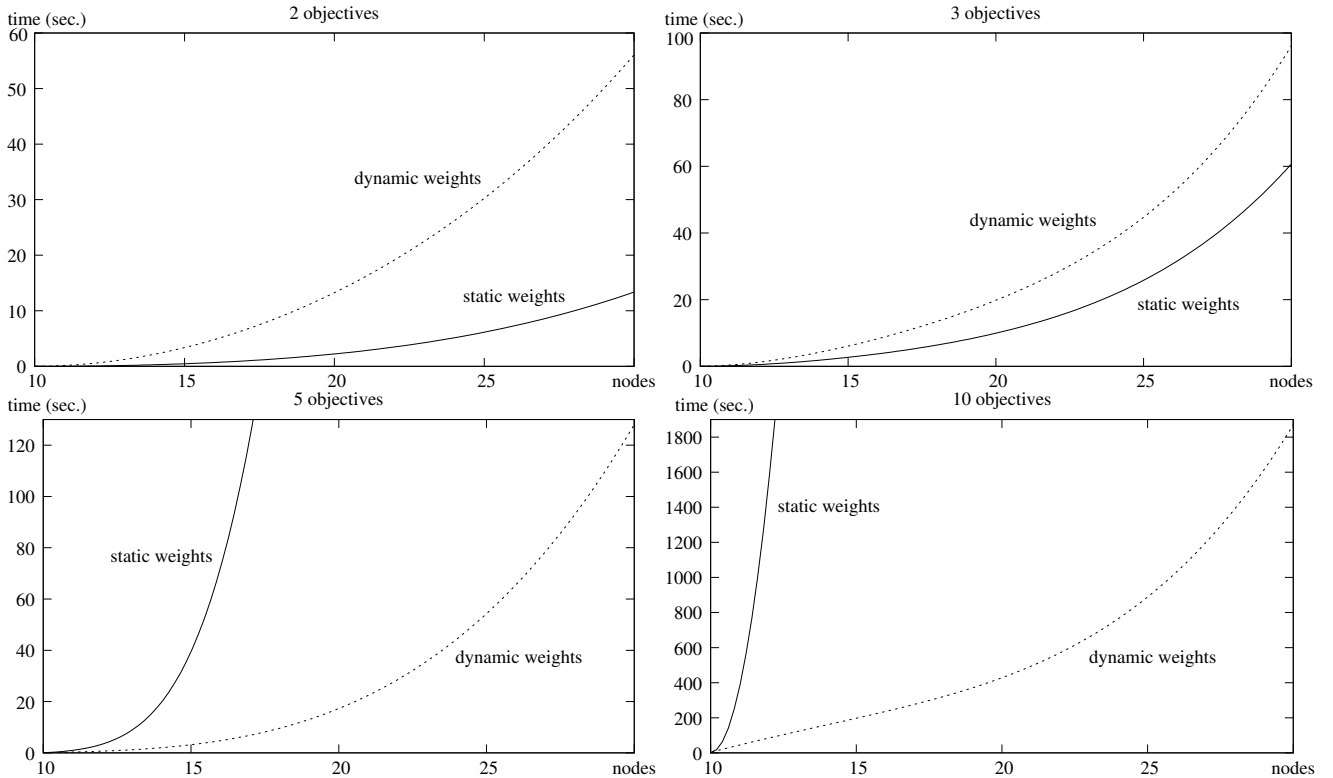 2 objectives
time (sec.)
60
50
40
30
20
10
0
dynamic weights
static weights
10 15 20 25 nodes
3 objectives
time (sec.)
100
80
60
40
20
0
dynamic weights
static weights
10 15 20 25 nodes
5 objectives
time (sec.)
120
100
80
60
40
20
0
static weights
dynamic weights
10 15 20 25 nodes
10 objectives
time (sec.)
1800
1600
1400
1200
1000
800
600
400
200
0
static weights
dynamic weights
10 15 20 25 nodes